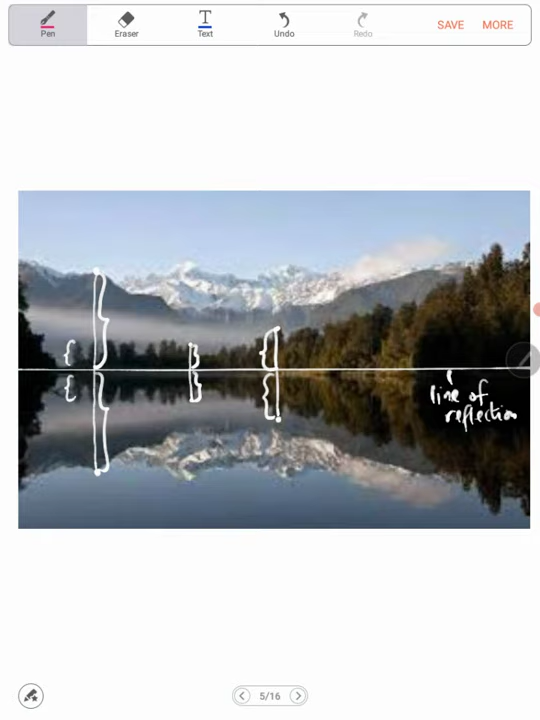 Pen
Eraser
Text
Undo
Redo
SAVE
MORE
line of
reflection
5/16